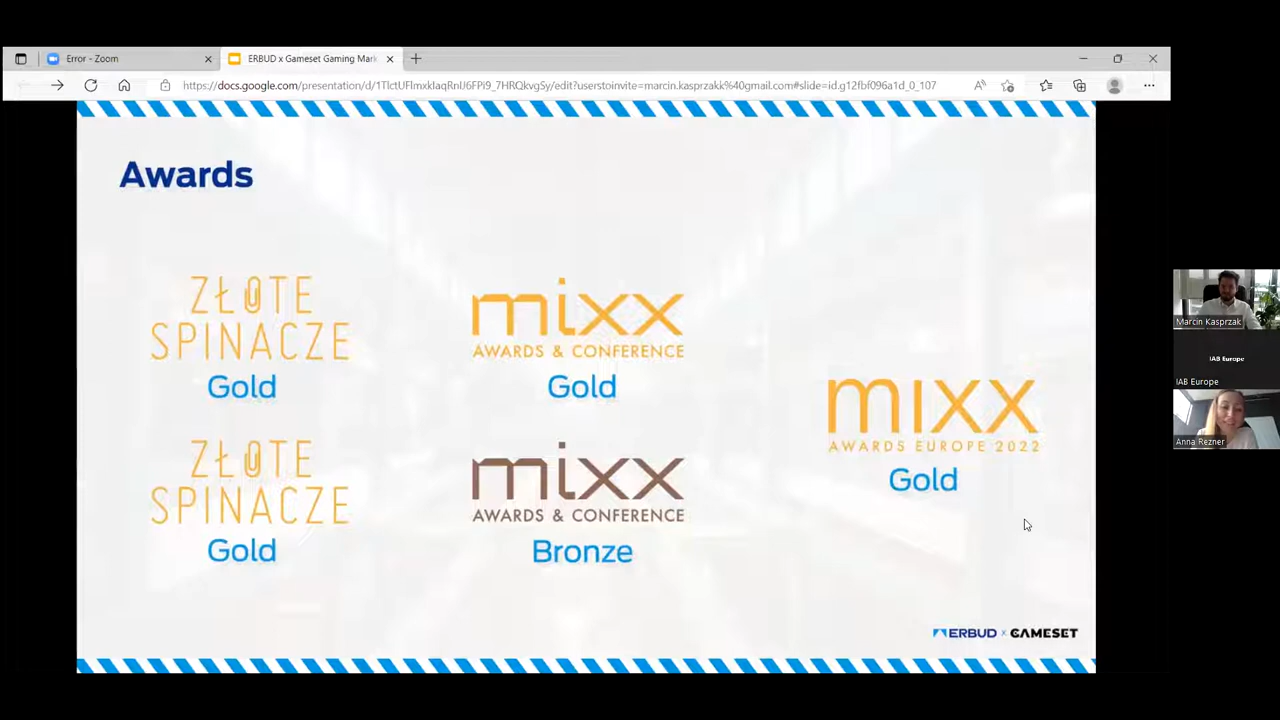 Error - Zoom
ERBUD x Gameset Gaming Mark
https://docs.google.com/presentation/d/1TlctUFlmxklaqRnIJ6FPi9_7HRQkvgSy/edit?userstoinvite=marcin.kasprzakk%40gmail.com#slide=id.g12fbf096a1d_0_107
Awards
ZŁOTE
SPINACZE
Gold
mixx
AWARDS & CONFERENCE
Gold
ZŁOTE
SPINACZE
Gold
mixx
AWARDS & CONFERENCE
Bronze
mixx
AWARDS EUROPE 2022
Gold
ERBUD x GAMESET
Marcin Kasprzak
IAB Europe
IAB Europe
Anna Rezner